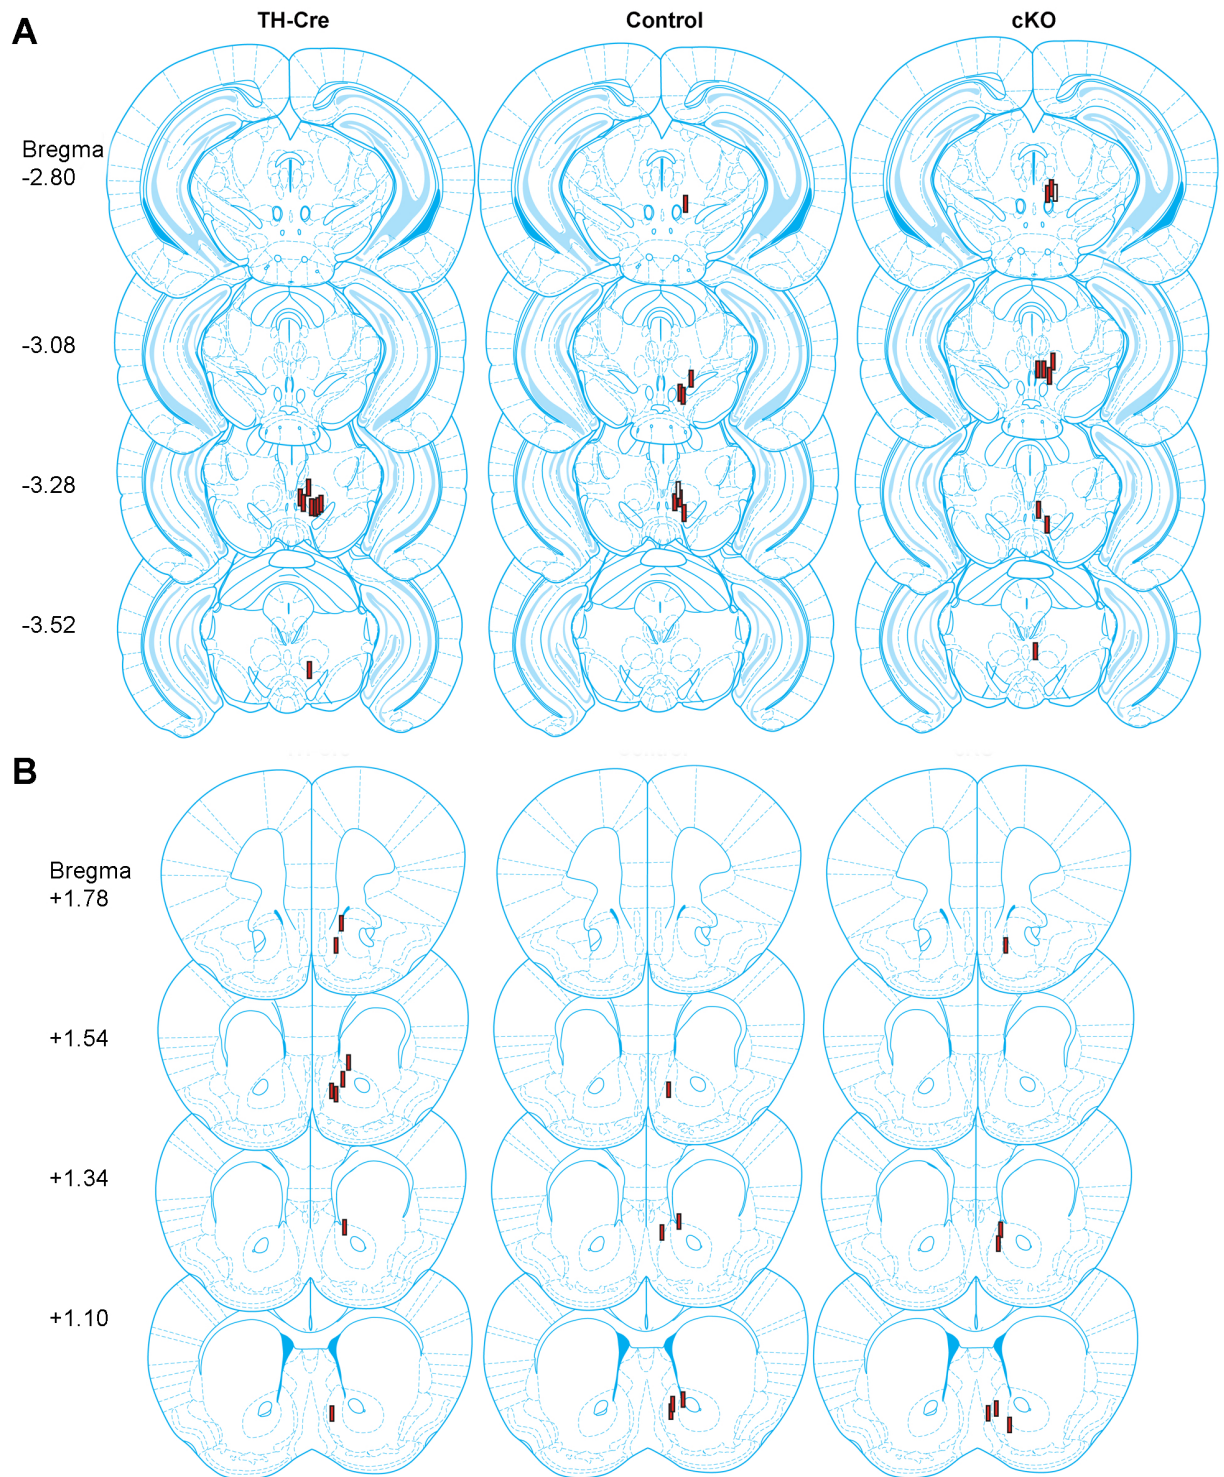 A
TH-Cre
Control
cKO
Bregma
-2.80
-3.08
-3.28
-3.52
B
Bregma
+1.78
+1.54
+1.34
+1.10